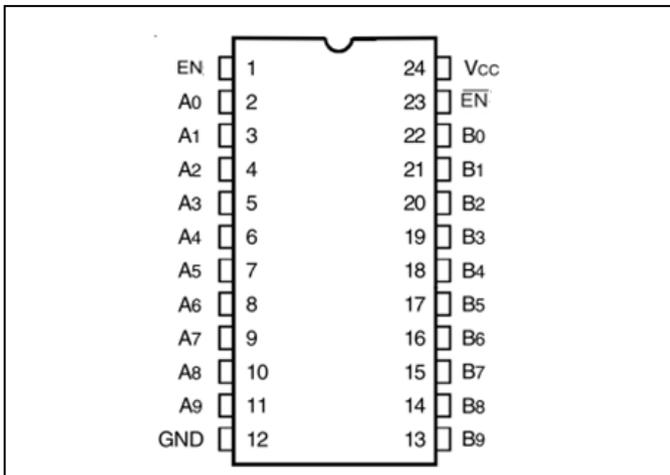 EN 1 24 Vcc
A0 2 23 E̅N̅
A1 3 22 B0
A2 4 21 B1
A3 5 20 B2
A4 6 19 B3
A5 7 18 B4
A6 8 17 B5
A7 9 16 B6
A8 10 15 B7
A9 11 14 B8
GND 12 13 B9